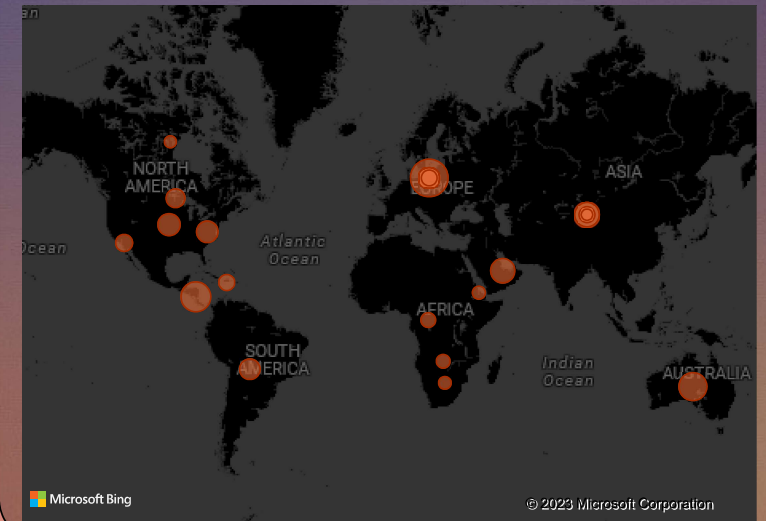 an
NORTH
AMERICA
ASIA
EUROPE
Ocean
Atlantic
Ocean
AFRICA
SOUTH
AMERICA
Indian
Ocean
AUSTRALIA
Microsoft Bing
© 2023 Microsoft Corporation